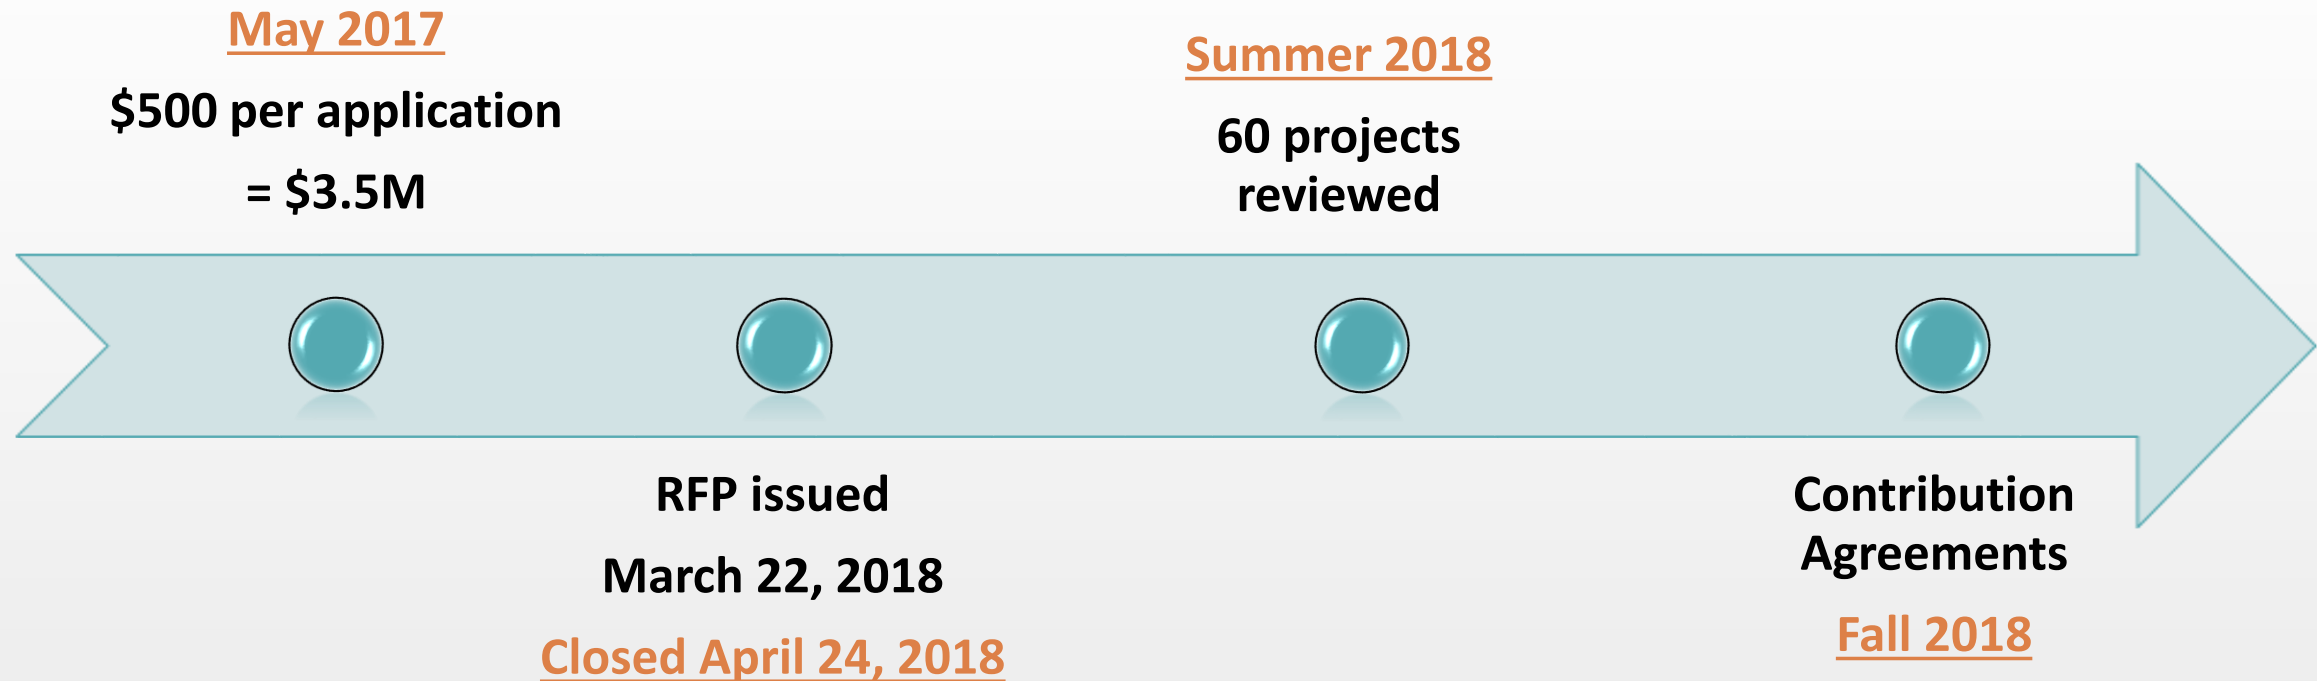 May 2017
$500 per application
= $3.5M
RFP issued
March 22, 2018
Closed April 24, 2018
Summer 2018
60 projects
reviewed
Contribution
Agreements
Fall 2018